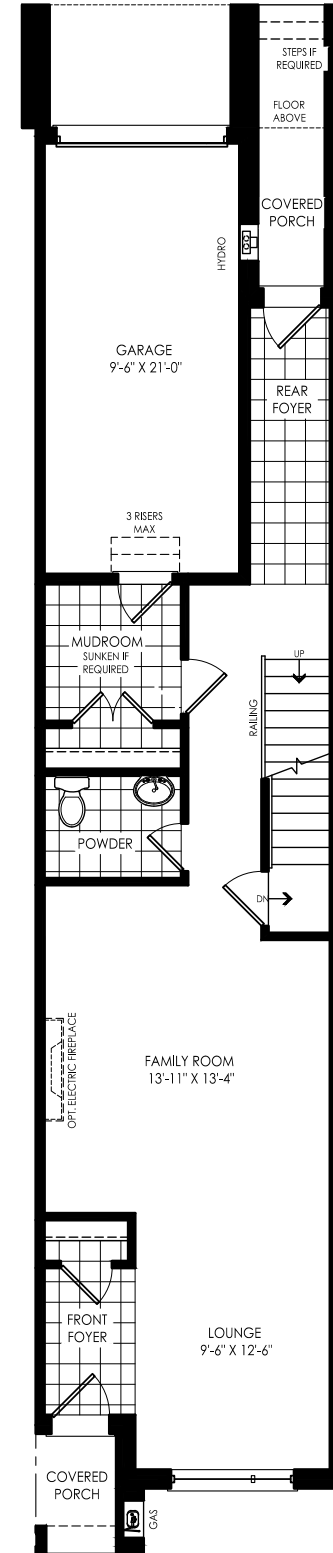 STEPS IF
REQUIRED
FLOOR
ABOVE
COVERED
PORCH
HYDRO
GARAGE
9'-6" X 21'-0"
REAR
FOYER
3 RISERS
MAX
MUDROOM
SUNKEN IF
REQUIRED
UP
RAILING
POWDER
DN
OPT. ELECTRIC FIREPLACE
FAMILY ROOM
13'-11" X 13'-4"
FRONT
FOYER
LOUNGE
9'-6" X 12'-6"
COVERED
PORCH
GAS